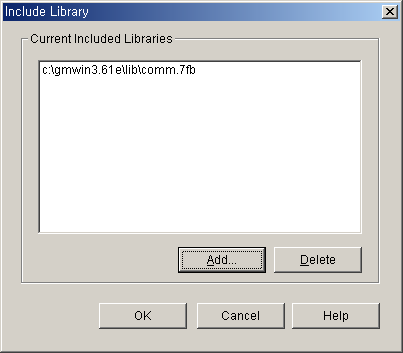 Include Library
Current Included Libraries
c:\gmwin3.61e\lib\comm.7fb
Add... Delete
OK Cancel Help